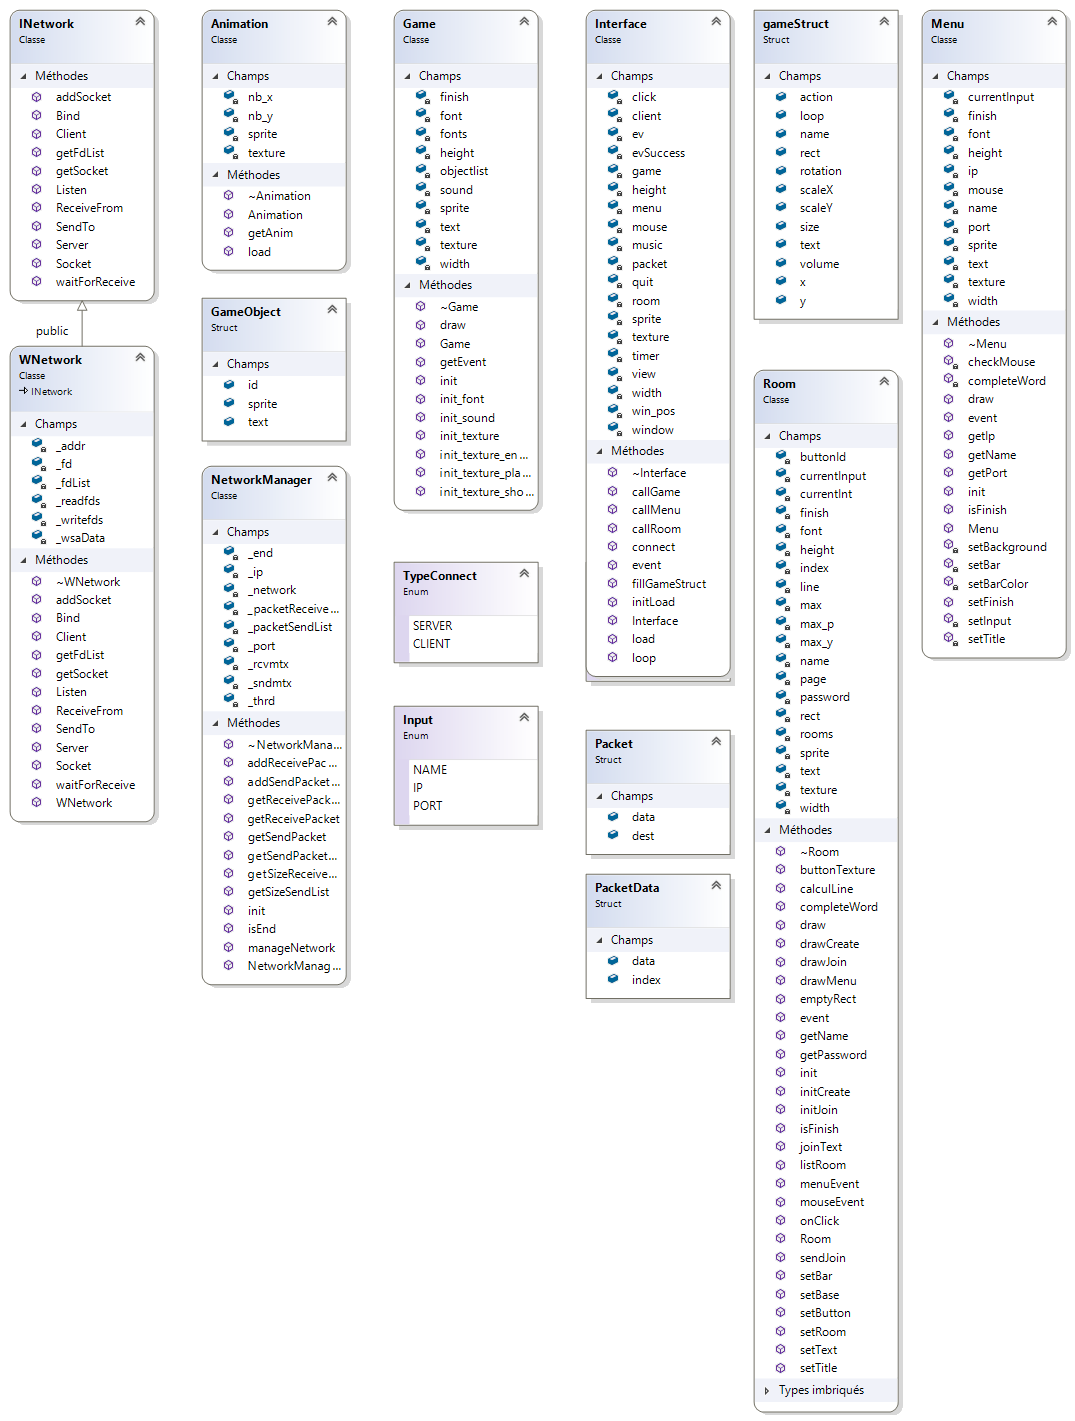 INetwork
Classe
Méthodes
addSocket
Bind
Client
getFdList
getSocket
Listen
ReceiveFrom
SendTo
Server
Socket
waitForReceive
public
WNetwork
Classe
INetwork
Champs
_addr
_fd
_fdList
_readfds
_writefds
_wsaData
Méthodes
~WNetwork
addSocket
Bind
Client
getFdList
getSocket
Listen
ReceiveFrom
SendTo
Server
Socket
waitForReceive
WNetwork
Animation
Classe
Champs
nb_x
nb_y
sprite
texture
Méthodes
~Animation
Animation
getAnim
load
GameObject
Struct
Champs
id
sprite
text
NetworkManager
Classe
Champs
_end
_ip
_network
_packetReceive...
_packetSendList
_port
_rcvmtx
_sndmtx
_thrd
Méthodes
~NetworkMana...
addReceivePac...
addSendPacket...
getReceivePack...
getReceivePacket
getSendPacket
getSendPacket...
getSizeReceive...
getSizeSendList
init
isEnd
manageNetwork
NetworkManag...
Game
Classe
Champs
finish
font
fonts
height
objectlist
sound
sprite
text
texture
width
Méthodes
~Game
draw
Game
getEvent
init
init_font
init_sound
init_texture
init_texture_en...
init_texture_pla...
init_texture_sho...
TypeConnect
Enum
SERVER
CLIENT
Input
Enum
NAME
IP
PORT
Interface
Classe
Champs
click
client
ev
evSuccess
game
height
menu
mouse
music
packet
quit
room
sprite
texture
timer
view
width
win_pos
window
Méthodes
~Interface
callGame
callMenu
callRoom
connect
event
fillGameStruct
initLoad
Interface
load
loop
Packet
Struct
Champs
data
dest
PacketData
Struct
Champs
data
index
gameStruct
Struct
Champs
action
loop
name
rect
rotation
scaleX
scaleY
size
text
volume
x
y
Room
Classe
Champs
buttonId
currentInput
currentInt
finish
font
height
index
line
max
max_p
max_y
name
page
password
rect
rooms
sprite
text
texture
width
Méthodes
~Room
buttonTexture
calculLine
completeWord
draw
drawCreate
drawJoin
drawMenu
emptyRect
event
getName
getPassword
init
initCreate
initJoin
isFinish
joinText
listRoom
menuEvent
mouseEvent
onClick
Room
sendJoin
setBar
setBase
setButton
setRoom
setText
setTitle
Types imbriqués
Menu
Classe
Champs
currentInput
finish
font
height
ip
mouse
name
port
sprite
text
texture
width
Méthodes
~Menu
checkMouse
completeWord
draw
event
getIp
getName
getPort
init
isFinish
Menu
setBackground
setBar
setBarColor
setFinish
setInput
setTitle